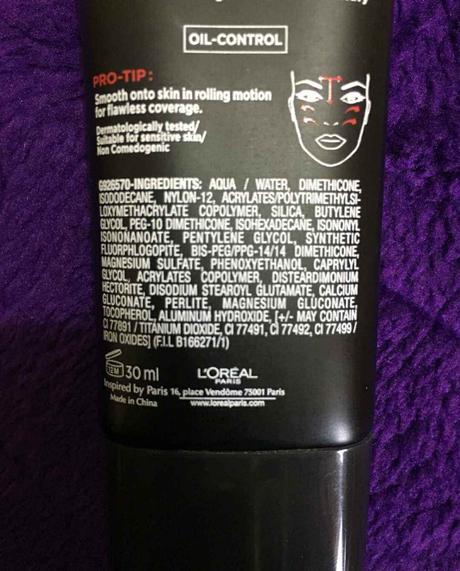 OIL-CONTROL
PRO-TIP:
Smooth onto skin in rolling motion
for flawless coverage.
Dermatologically tested/
Suitable for sensitive skin/
Non Comedogenic
G926570-INGREDIENTS: AQUA / WATER, DIMETHICONE,
ISODODECANE, NYLON-12, ACRYLATES/POLYTRIMETHYLSI-
LOXYMETHACRYLATE COPOLYMER, SILICA, BUTYLENE
GLYCOL, PEG-10 DIMETHICONE, ISOHEXADECANE, ISONONYL
ISONONANOATE, PENTYLENE GLYCOL, SYNTHETIC
FLUORPHLOGOPITE, BIS-PEG/PPG-14/14 DIMETHICONE,
MAGNESIUM SULFATE, PHENOXYETHANOL, CAPRYLYL
GLYCOL, ACRYLATES COPOLYMER, DISTEARDIMONIUM
HECTORITE, DISODIUM STEAROYL GLUTAMATE, CALCIUM
GLUCONATE, PERLITE, MAGNESIUM GLUCONATE,
TOCOPHEROL, ALUMINUM HYDROXIDE, [+/- MAY CONTAIN
CI 77891 / TITANIUM DIOXIDE, CI 77491, CI 77492, CI 77499 /
IRON OXIDES] (F.I.L B166271/1)
12M 30 ml
L'ORÉAL
PARIS
Inspired by Paris 16, place Vendôme 75001 Paris
Made in China www.lorealparis.com